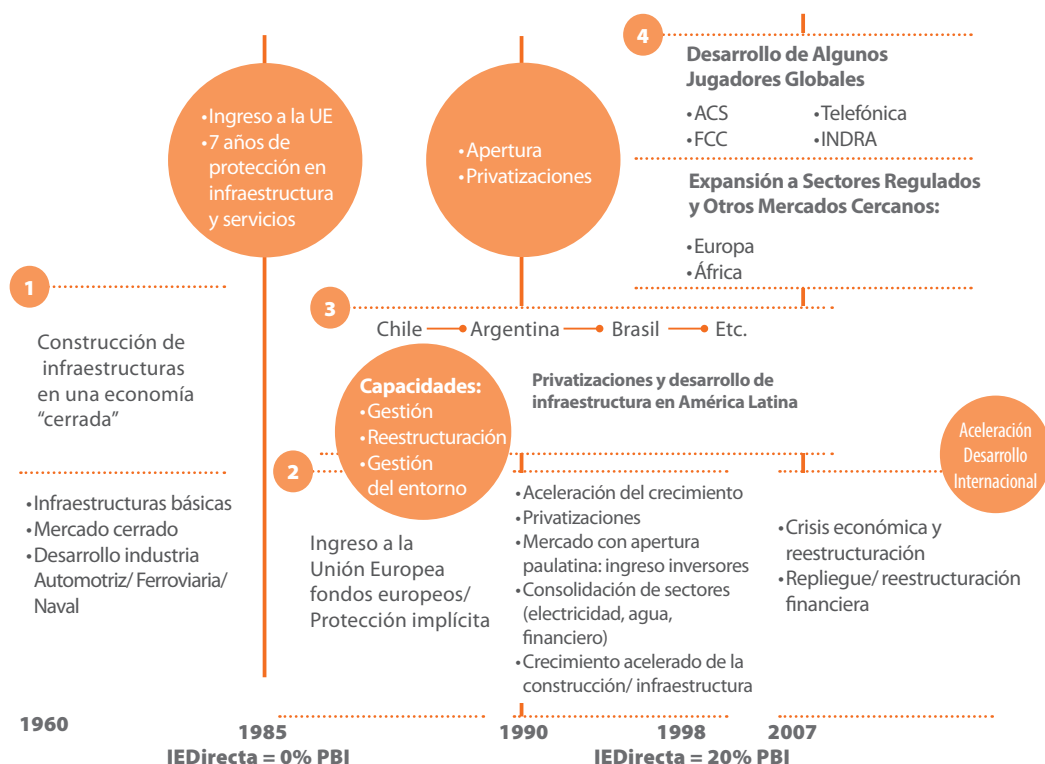 4
Desarrollo de Algunos
Jugadores Globales
•ACS
•FCC
•Telefónica
•INDRA
Expansión a Sectores Regulados
y Otros Mercados Cercanos:
•Europa
•África
•Ingreso a la UE
•7 años de
protección en
infraestructura
y servicios
•Apertura
•Privatizaciones
1
Construcción de
infraestructuras
en una economía
“cerrada”
•Infraestructuras básicas
•Mercado cerrado
•Desarrollo industria
Automotriz/ Ferroviaria/
Naval
3
Chile Argentina Brasil Etc.
Privatizaciones y desarrollo de
infraestructura en América Latina
Capacidades:
•Gestión
•Reestructuración
•Gestión
del entorno
2
Ingreso a la
Unión Europea
fondos europeos/
Protección implícita
•Aceleración del crecimiento
•Privatizaciones
•Mercado con apertura
paulatina: ingreso inversores
•Consolidación de sectores
(electricidad, agua,
financiero)
•Crecimiento acelerado de la
construcción/ infraestructura
Aceleración
Desarrollo
Internacional
•Crisis económica y
reestructuración
•Repliegue/ reestructuración
financiera
1960 1985 1990 1998 2007
IEDirecta = 0% PBI IEDirecta = 20% PBI